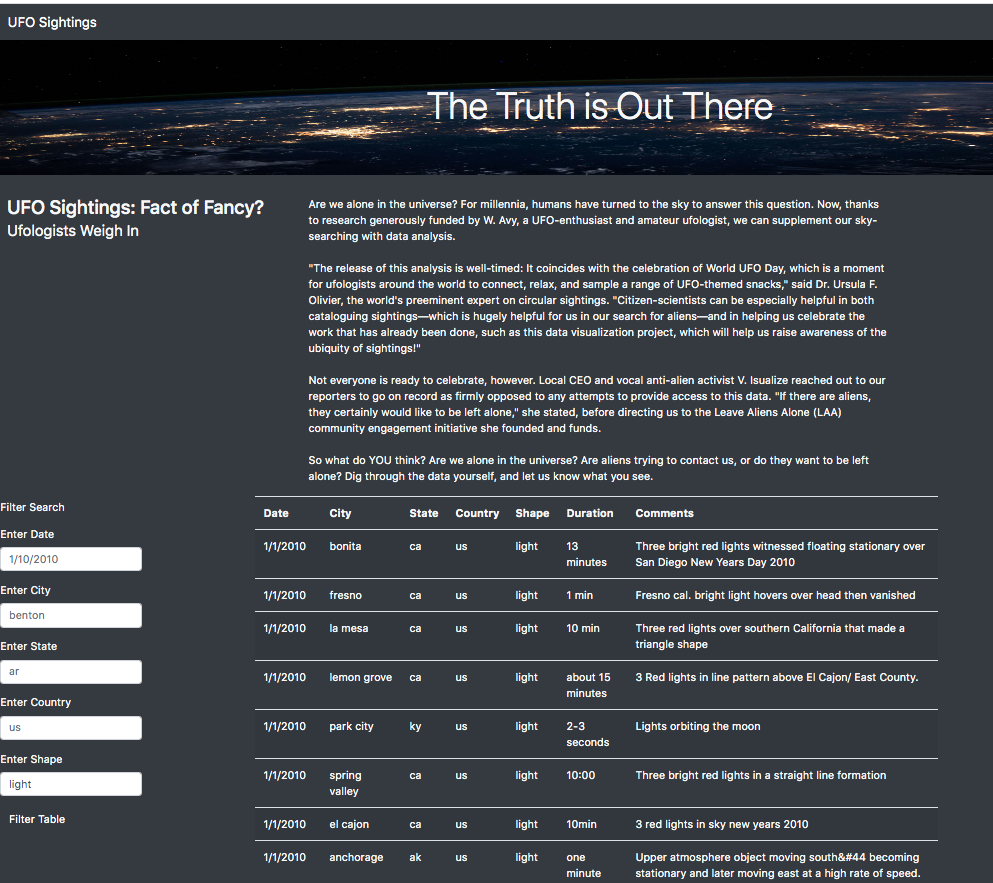 UFO Sightings
The Truth is Out There
UFO Sightings: Fact of Fancy?
Ufologists Weigh In
Are we alone in the universe? For millennia, humans have turned to the sky to answer this question. Now, thanks
to research generously funded by W. Avy, a UFO-enthusiast and amateur ufologist, we can supplement our sky-
searching with data analysis.
"The release of this analysis is well-timed: It coincides with the celebration of World UFO Day, which is a moment
for ufologists around the world to connect, relax, and sample a range of UFO-themed snacks," said Dr. Ursula F.
Olivier, the world's preeminent expert on circular sightings. "Citizen-scientists can be especially helpful in both
cataloguing sightings—which is hugely helpful for us in our search for aliens—and in helping us celebrate the
work that has already been done, such as this data visualization project, which will help us raise awareness of the
ubiquity of sightings!"
Not everyone is ready to celebrate, however. Local CEO and vocal anti-alien activist V. Isualize reached out to our
reporters to go on record as firmly opposed to any attempts to provide access to this data. "If there are aliens,
they certainly would like to be left alone," she stated, before directing us to the Leave Aliens Alone (LAA)
community engagement initiative she founded and funds.
So what do YOU think? Are we alone in the universe? Are aliens trying to contact us, or do they want to be left
alone? Dig through the data yourself, and let us know what you see.
Filter Search
Enter Date
1/10/2010
Enter City
benton
Enter State
ar
Enter Country
us
Enter Shape
light
Filter Table
Date City State Country Shape Duration Comments
1/1/2010 bonita ca us light 13 Three bright red lights witnessed floating stationary over
minutes San Diego New Years Day 2010
1/1/2010 fresno ca us light 1 min Fresno cal. bright light hovers over head then vanished
1/1/2010 la mesa ca us light 10 min Three red lights over southern California that made a
triangle shape
1/1/2010 lemon grove ca us light about 15 3 Red lights in line pattern above El Cajon/ East County.
minutes
1/1/2010 park city ky us light 2-3 Lights orbiting the moon
seconds
1/1/2010 spring ca us light 10:00 Three bright red lights in a straight line formation
valley
1/1/2010 el cajon ca us light 10min 3 red lights in sky new years 2010
1/1/2010 anchorage ak us light one Upper atmosphere object moving south&#44 becoming
minute stationary and later moving east at a high rate of speed.